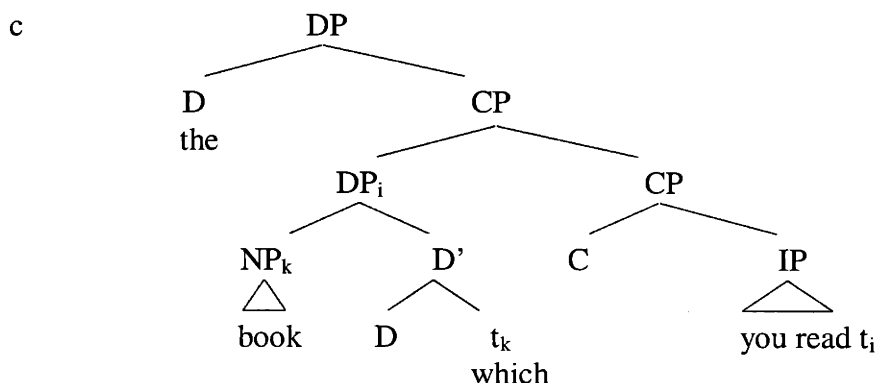 c DP
D CP
the
DPi CP
NPk D’ C IP
book D tk you read ti
which